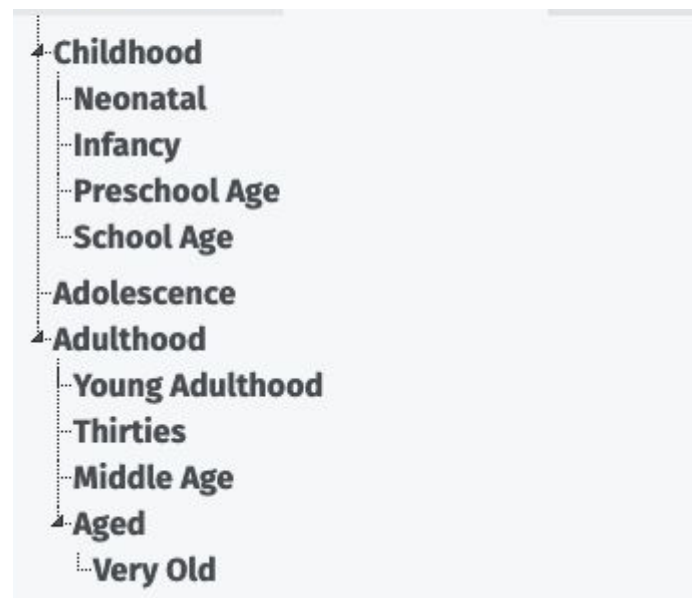 Childhood
Neonatal
Infancy
Preschool Age
School Age
Adolescence
Adulthood
Young Adulthood
Thirties
Middle Age
Aged
Very Old